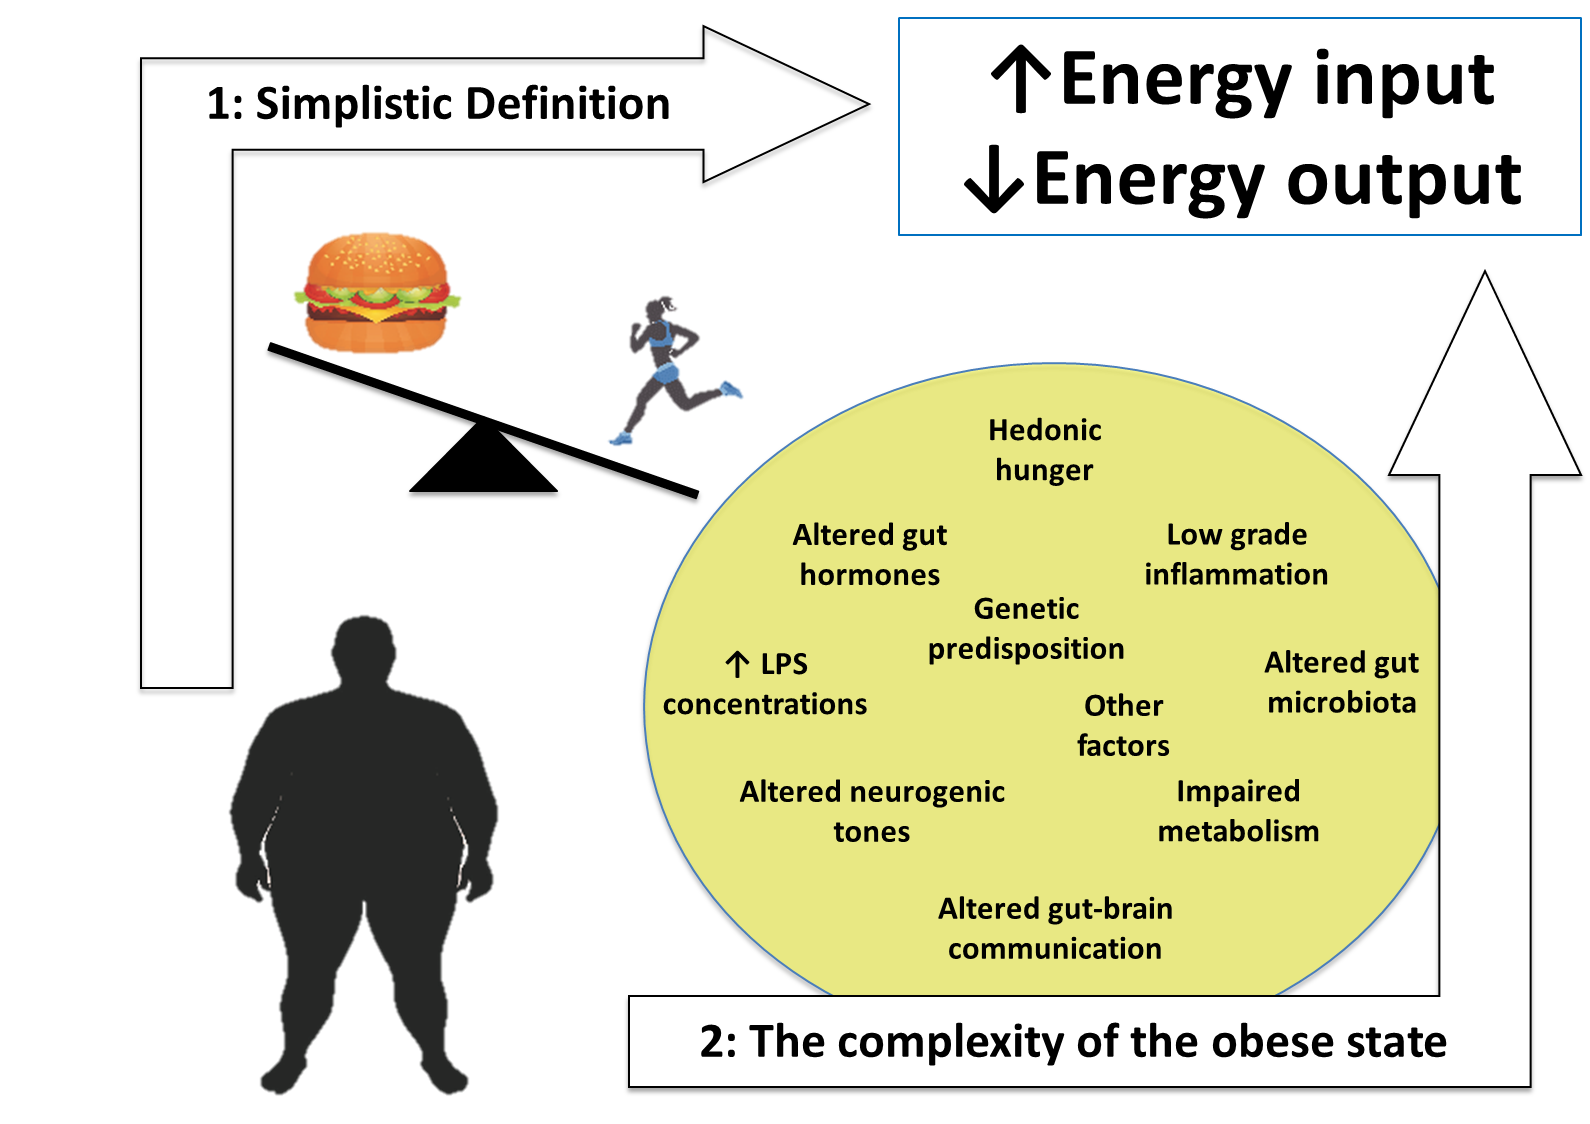 1: Simplistic Definition
↑Energy input
↓Energy output
Hedonic
hunger
Altered gut
hormones
Low grade
inflammation
Genetic
predisposition
↑ LPS
concentrations
Altered gut
microbiota
Other
factors
Altered neurogenic
tones
Impaired
metabolism
Altered gut-brain
communication
2: The complexity of the obese state